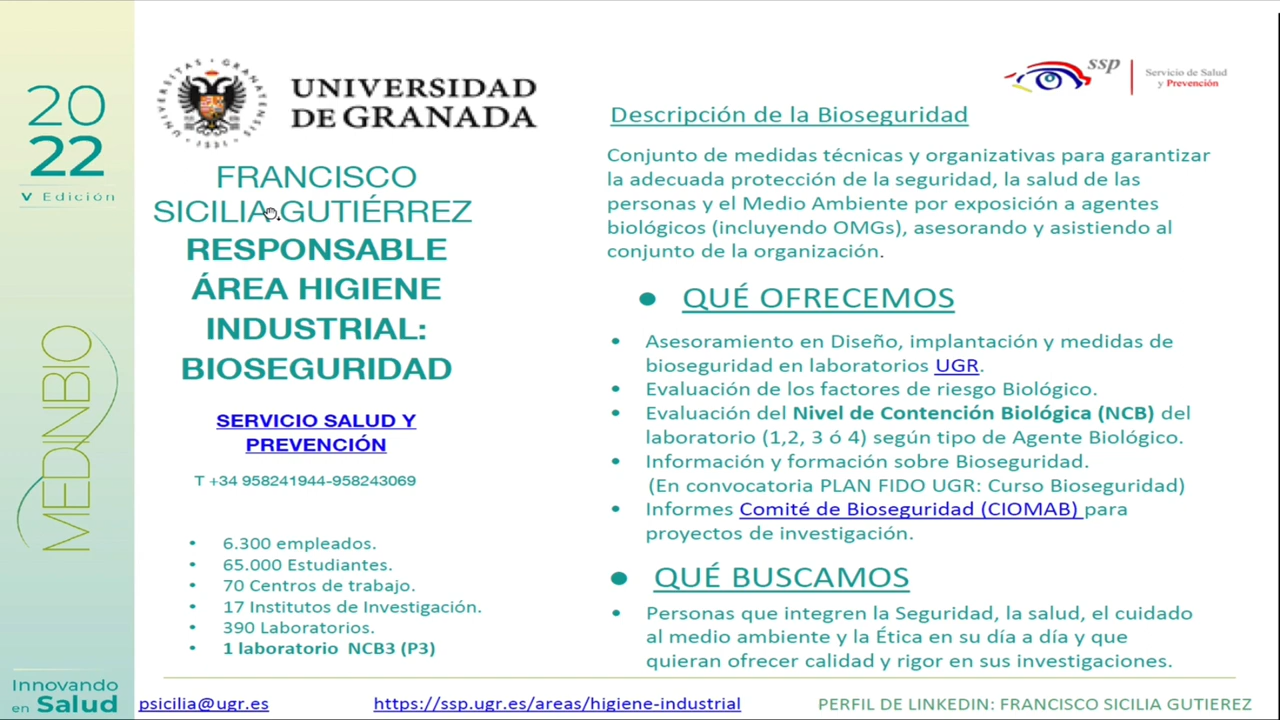 2022
V Edición
MEDINBIO
Innovando
en Salud
UNIVERSITAS GRANATENSIS 1531
UNIVERSIDAD
DE GRANADA
FRANCISCO
SICILIA GUTIÉRREZ
RESPONSABLE
ÁREA HIGIENE
INDUSTRIAL:
BIOSEGURIDAD
SERVICIO SALUD Y
PREVENCIÓN
T +34 958241944-958243069
• 6.300 empleados.
• 65.000 Estudiantes.
• 70 Centros de trabajo.
• 17 Institutos de Investigación.
• 390 Laboratorios.
• 1 laboratorio NCB3 (P3)
ssp
Servicio de Salud
y Prevención
Descripción de la Bioseguridad
Conjunto de medidas técnicas y organizativas para garantizar
la adecuada protección de la seguridad, la salud de las
personas y el Medio Ambiente por exposición a agentes
biológicos (incluyendo OMGs), asesorando y asistiendo al
conjunto de la organización.
• QUÉ OFRECEMOS
• Asesoramiento en Diseño, implantación y medidas de
bioseguridad en laboratorios UGR.
• Evaluación de los factores de riesgo Biológico.
• Evaluación del Nivel de Contención Biológica (NCB) del
laboratorio (1,2, 3 ó 4) según tipo de Agente Biológico.
• Información y formación sobre Bioseguridad.
(En convocatoria PLAN FIDO UGR: Curso Bioseguridad)
• Informes Comité de Bioseguridad (CIOMAB) para
proyectos de investigación.
• QUÉ BUSCAMOS
• Personas que integren la Seguridad, la salud, el cuidado
al medio ambiente y la Ética en su día a día y que
quieran ofrecer calidad y rigor en sus investigaciones.
psicilia@ugr.es
https://ssp.ugr.es/areas/higiene-industrial
PERFIL DE LINKEDIN: FRANCISCO SICILIA GUTIEREZ